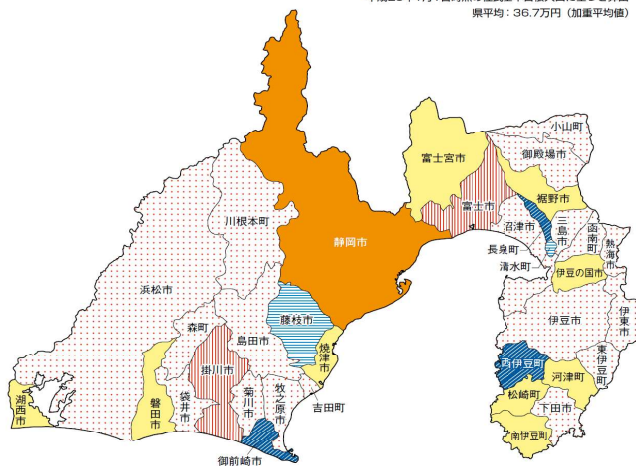 県平均：36.7万円（加重平均値）
小山町
御殿場市
富士宮市
裾野市
富士市
川根本町
沼津市
三島市
函南町
熱海市
長泉町
清水町
静岡市
伊豆の国市
浜松市
伊豆市
伊東市
藤枝市
森町
島田市
焼津市
東伊豆町
西伊豆町
掛川市
河津町
湖西市
磐田市
袋井市
菊川市
牧之原市
松崎町
吉田町
下田市
南伊豆町
御前崎市